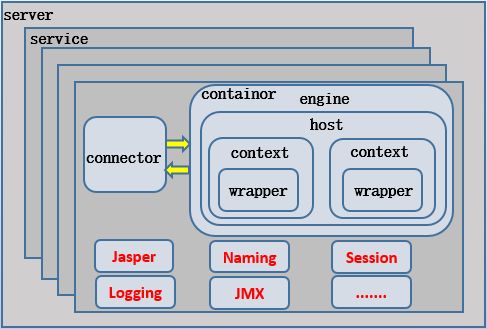 server
service
containor
engine
host
connector
context
context
wrapper
wrapper
Jasper
Naming
Session
Logging
JMX
.......